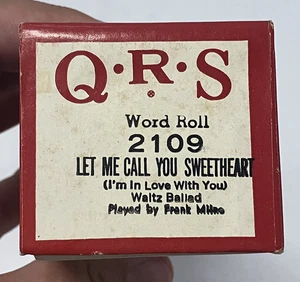 Q·R·S
Word Roll
2109
LET ME CALL YOU SWEETHEART
(I'm In Love With You)
Waltz Ballad
Played by Frank Milne